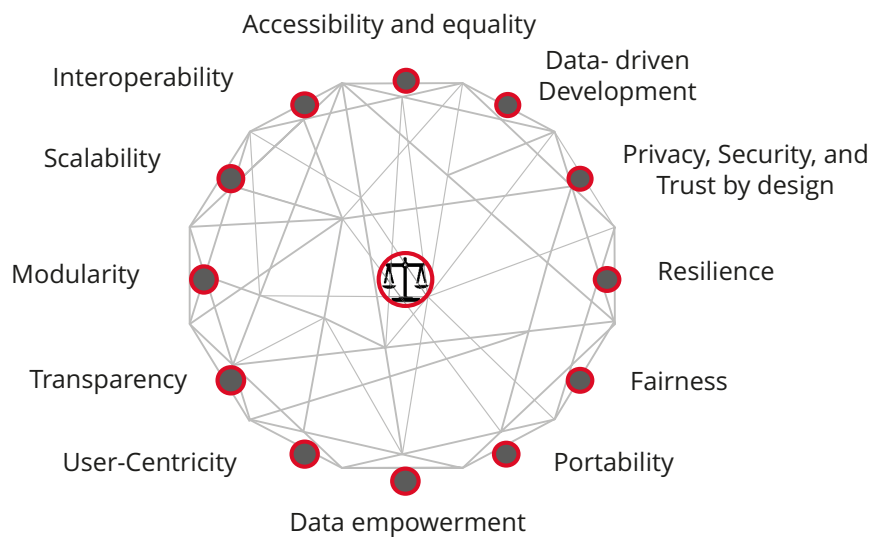 Accessibility and equality
Data- driven
Development
Interoperability
Privacy, Security, and
Trust by design
Scalability
Modularity
Resilience
Transparency
Fairness
User-Centricity
Portability
Data empowerment